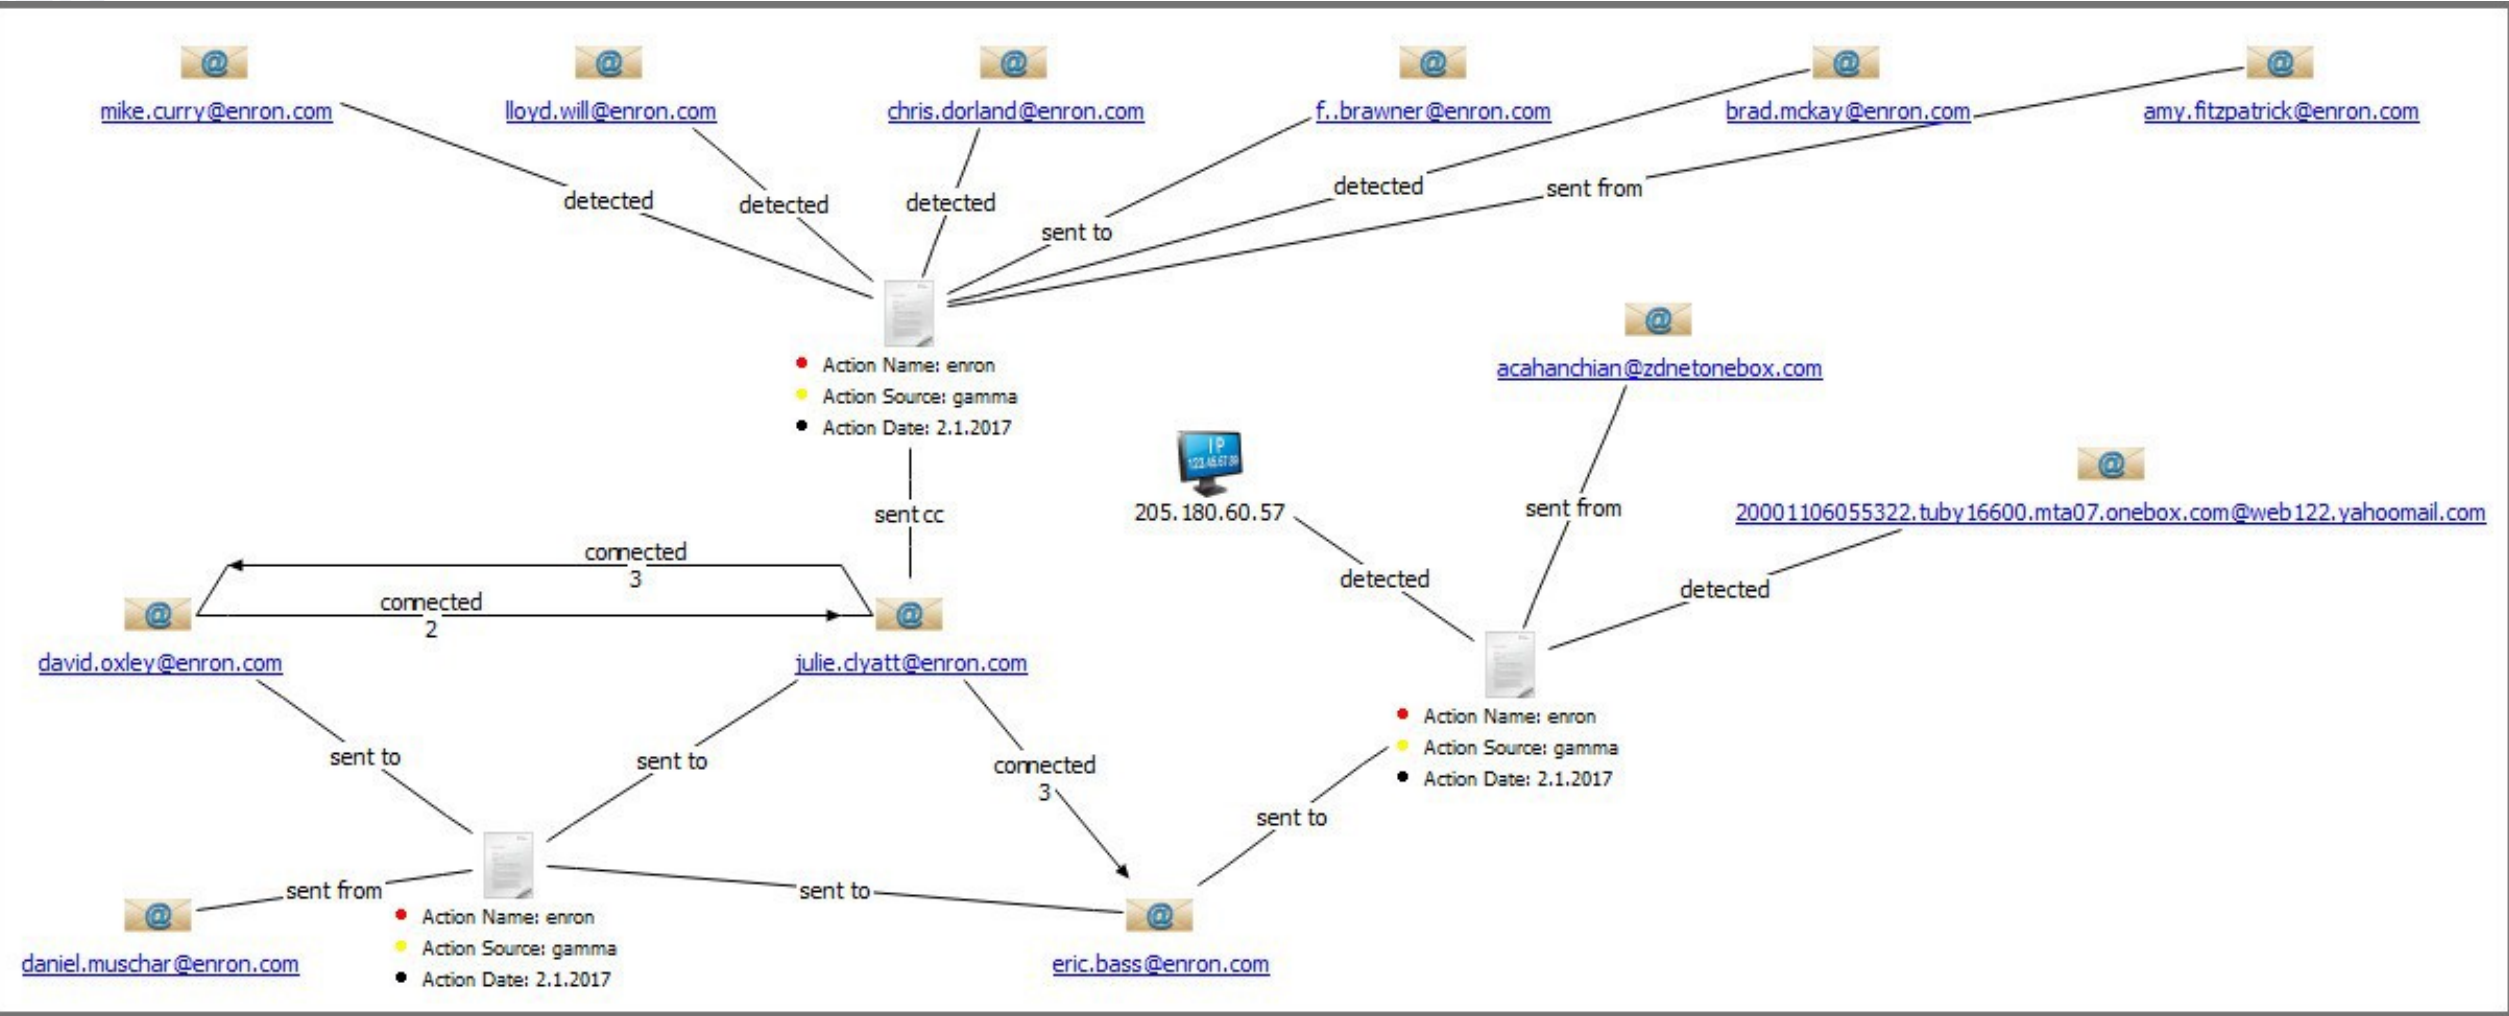 mike.curry@enron.com
lloyd.will@enron.com
chris.dorland@enron.com
f..brawner@enron.com
brad.mckay@enron.com
amy.fitzpatrick@enron.com
detected
detected
detected
sent to
detected
sent from
Action Name: enron
Action Source: gamma
Action Date: 2.1.2017
acahanchian@zdnetonebox.com
IP
123.45.67.89
205.180.60.57
sent from
20001106055322.tuby16600.mta07.onebox.com@web122.yahoomail.com
sent cc
connected
3
connected
2
detected
detected
david.oxley@enron.com
julie.clyatt@enron.com
Action Name: enron
Action Source: gamma
Action Date: 2.1.2017
sent to
sent to
connected
3
sent to
sent from
sent to
Action Name: enron
Action Source: gamma
Action Date: 2.1.2017
daniel.muschar@enron.com
eric.bass@enron.com